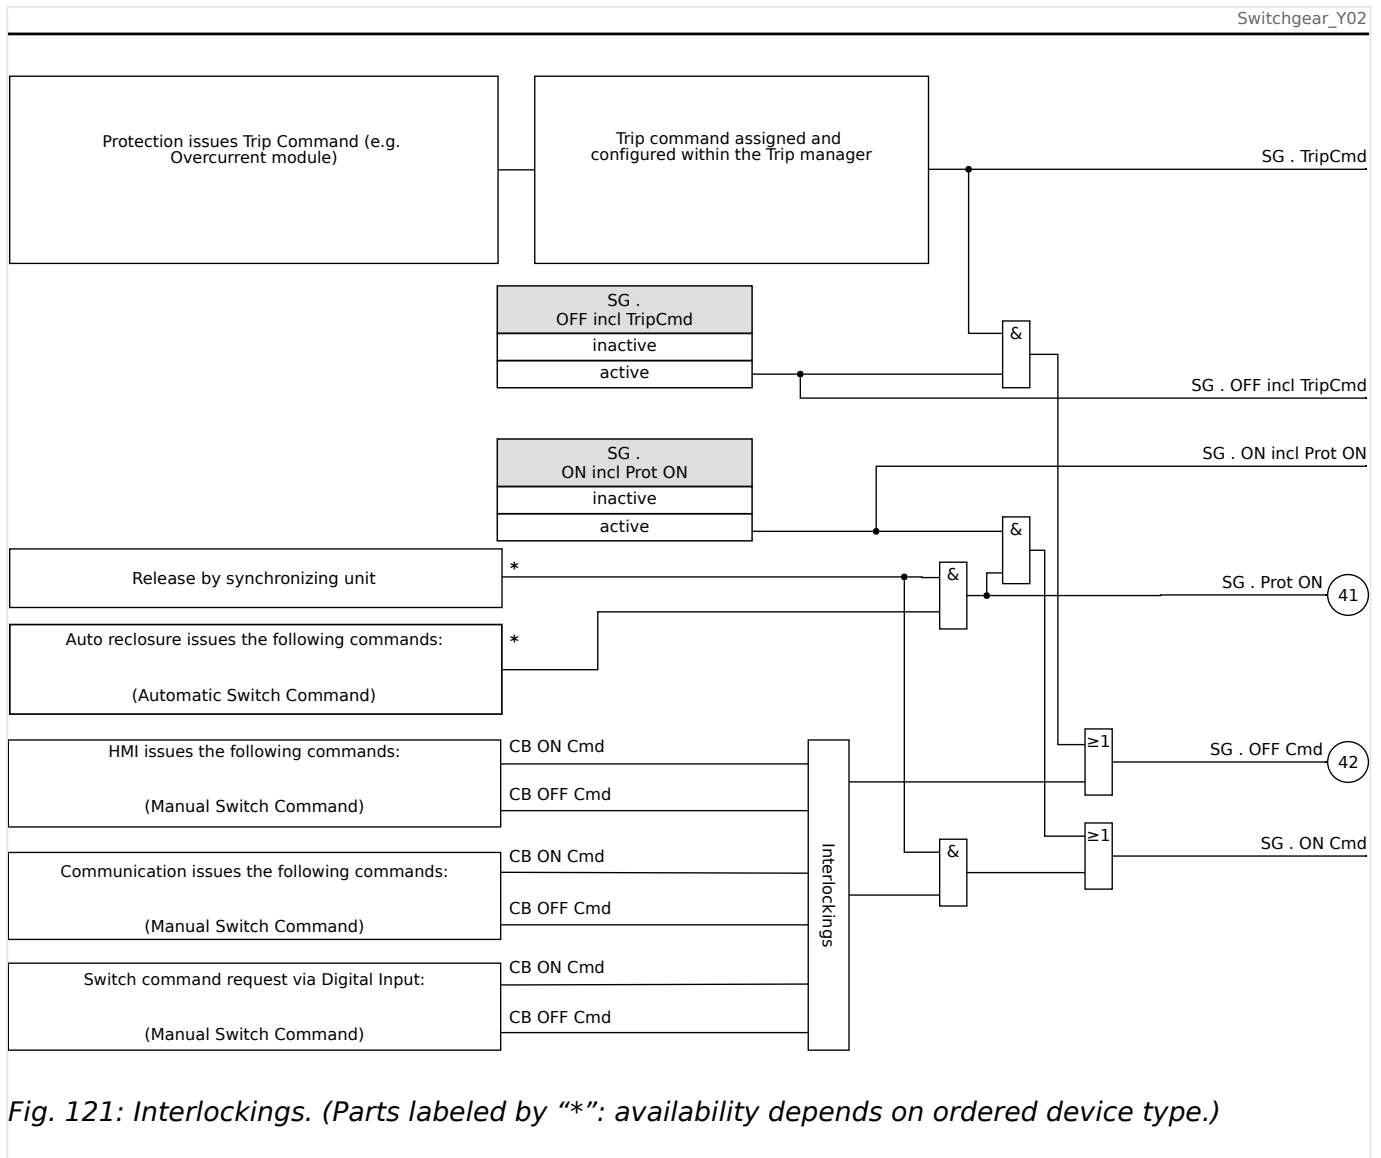 Switchgear_Y02
Protection issues Trip Command (e.g.
Overcurrent module)
Trip command assigned and
configured within the Trip manager
SG . TripCmd
SG .
OFF incl TripCmd
inactive
active
&
SG . OFF incl TripCmd
SG .
ON incl Prot ON
inactive
active
SG . ON incl Prot ON
&
Release by synchronizing unit
*
&
SG . Prot ON
41
Auto reclosure issues the following commands:
(Automatic Switch Command)
*
HMI issues the following commands:
(Manual Switch Command)
CB ON Cmd
CB OFF Cmd
≥1
SG . OFF Cmd
42
Communication issues the following commands:
(Manual Switch Command)
CB ON Cmd
CB OFF Cmd
Interlockings
&
≥1
SG . ON Cmd
Switch command request via Digital Input:
(Manual Switch Command)
CB ON Cmd
CB OFF Cmd
Fig. 121: Interlockings. (Parts labeled by “*”: availability depends on ordered device type.)